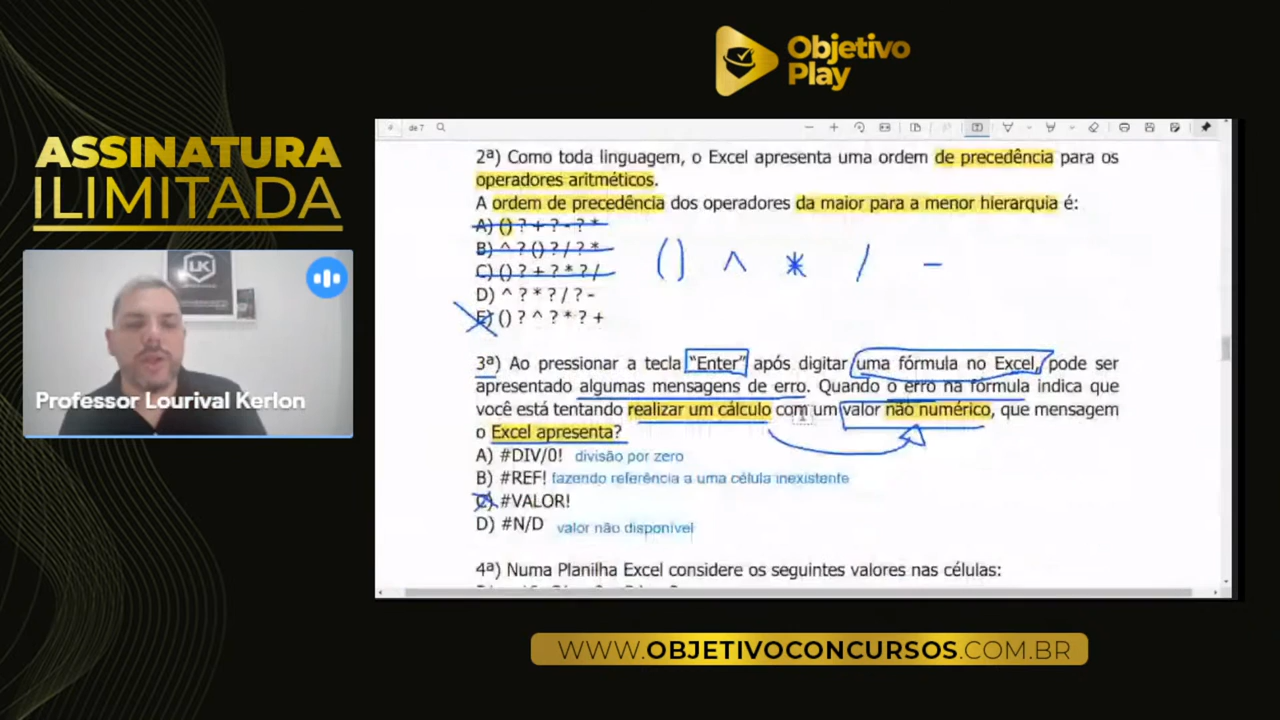 Objetivo
Play
ASSINATURA
ILIMITADA
LK
Professor Lourival Kerlon
de 7
2ª) Como toda linguagem, o Excel apresenta uma ordem de precedência para os
operadores aritméticos.
A ordem de precedência dos operadores da maior para a menor hierarquia é:
A) () ? + ? - ? *
B) ^ ? () ? / ? *
C) () ? + ? * ? /
D) ^ ? * ? / ? -
E) () ? ^ ? * ? +
() ^ * / -
3ª) Ao pressionar a tecla “Enter” após digitar uma fórmula no Excel, pode ser
apresentado algumas mensagens de erro. Quando o erro na fórmula indica que
você está tentando realizar um cálculo com um valor não numérico, que mensagem
o Excel apresenta?
A) #DIV/0! divisão por zero
B) #REF! fazendo referência a uma célula inexistente
C) #VALOR!
D) #N/D valor não disponível
4ª) Numa Planilha Excel considere os seguintes valores nas células:
WWW.OBJETIVOCONCURSOS.COM.BR